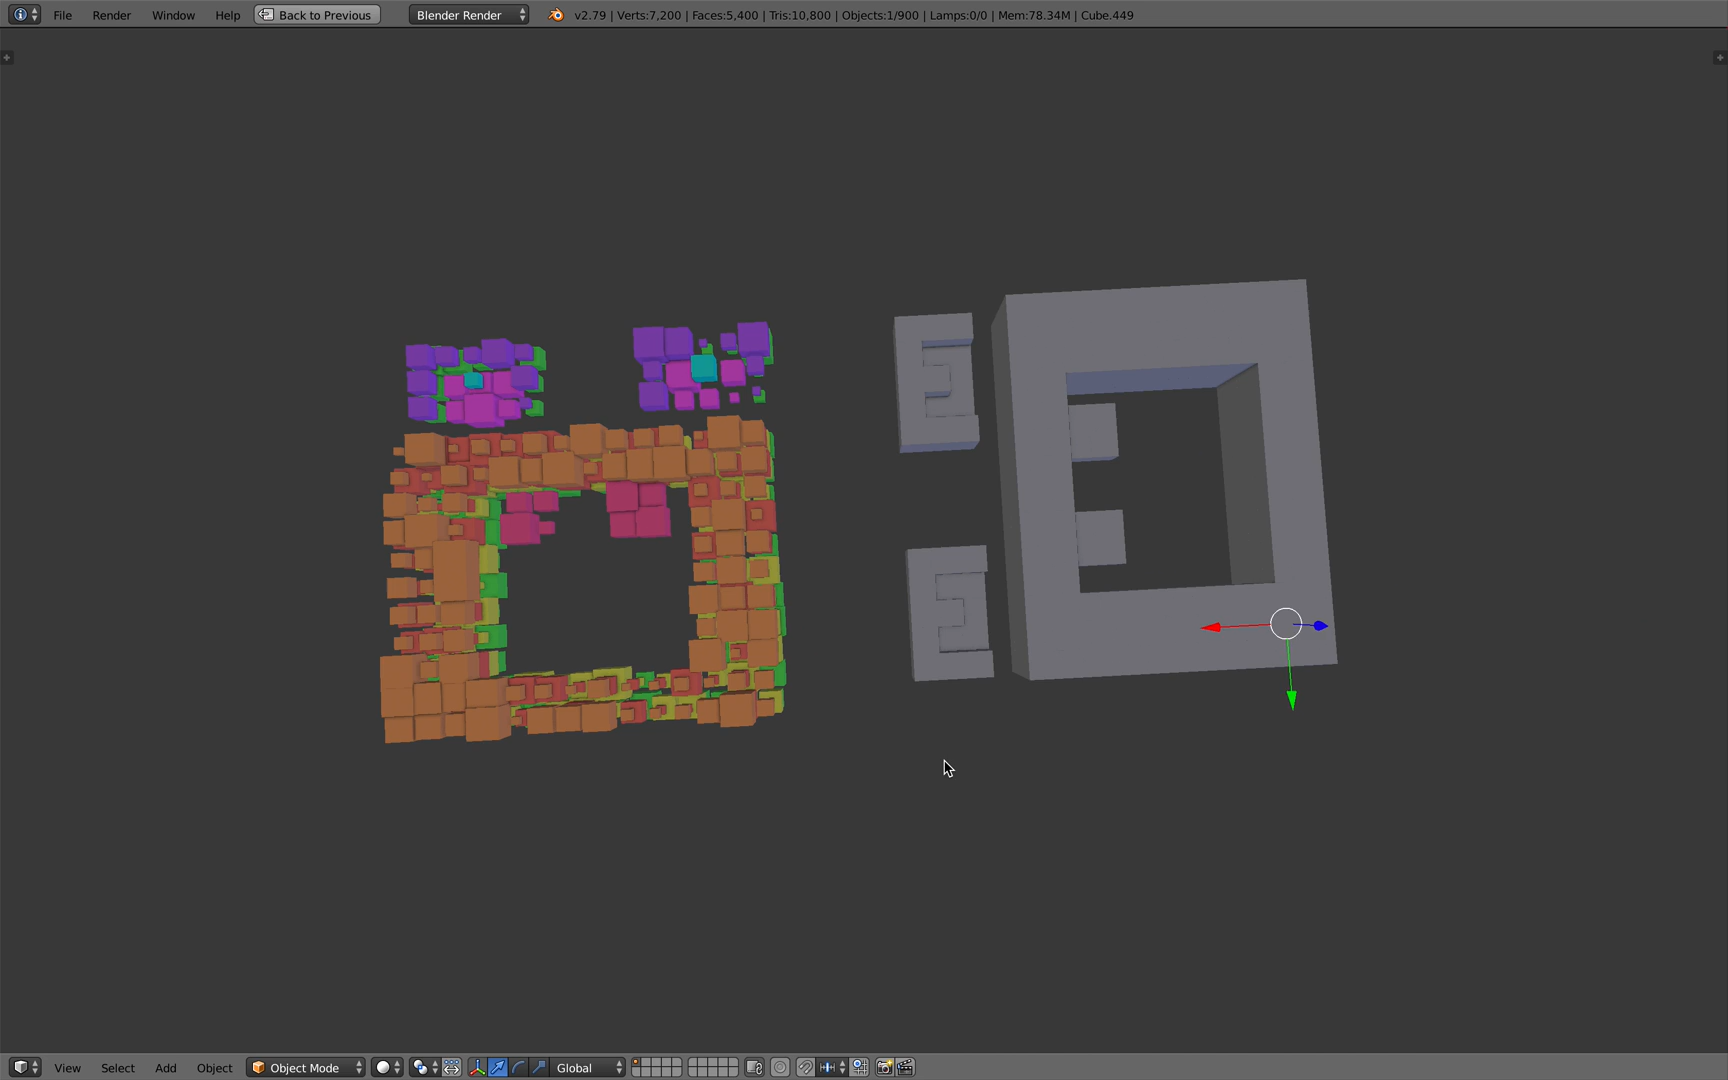 File Render Window Help Back to Previous Blender Render v2.79 | Verts:7,200 | Faces:5,400 | Tris:10,800 | Objects:1/900 | Lamps:0/0 | Mem:78.34M | Cube.449
View Select Add Object Object Mode Global